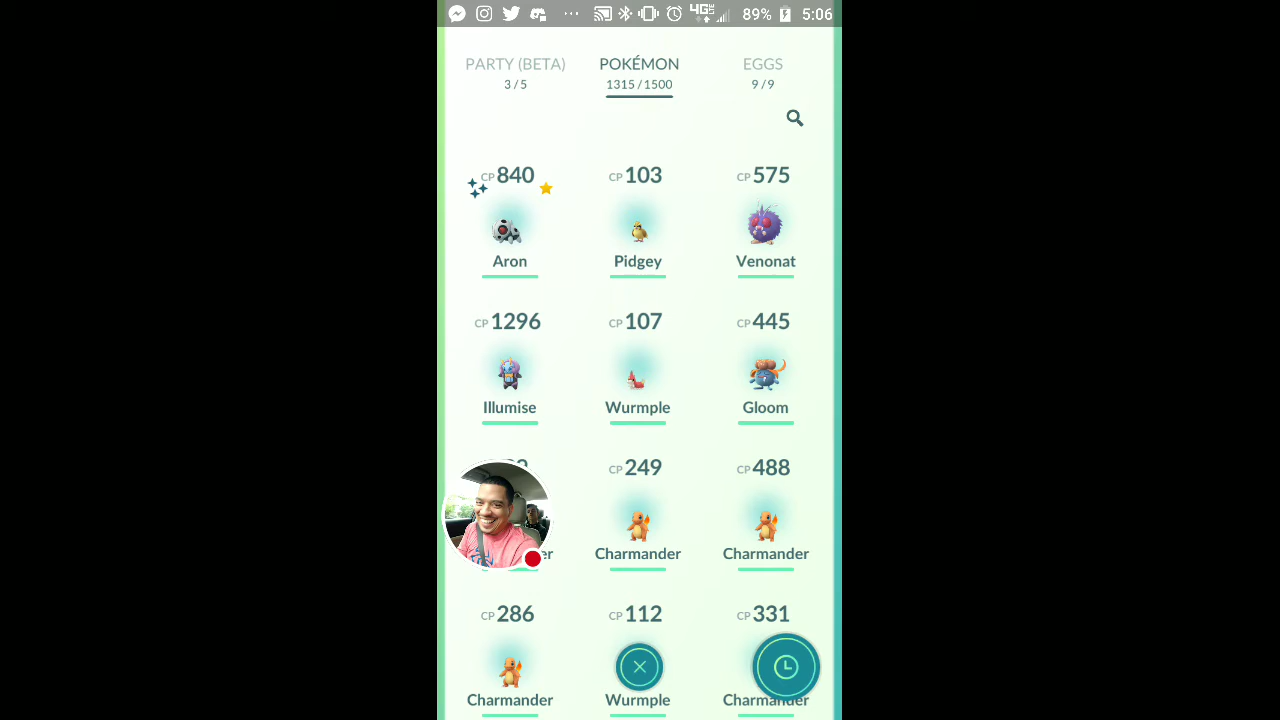 4G 89% 5:06
PARTY (BETA) POKÉMON EGGS
3 / 5 1315 / 1500 9 / 9
CP 840 CP 103 CP 575
Aron Pidgey Venonat
CP 1296 CP 107 CP 445
Illumise Wurmple Gloom
CP 249 CP 488
Charmander Charmander
CP 286 CP 112 CP 331
Charmander Wurmple Charmander